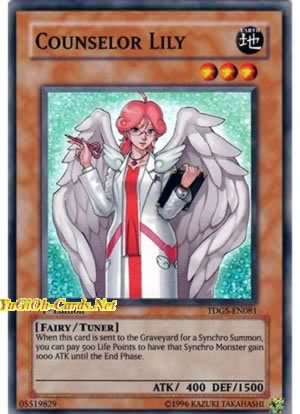 COUNSELOR LILY
EARTH
地
YuGiOh-Cards.Net
TDGS-EN081
[FAIRY / TUNER]
When this card is sent to the Graveyard for a Synchro Summon,
you can pay 500 Life Points to have that Synchro Monster gain
1000 ATK until the End Phase.
ATK/ 400 DEF/1500
05519829
©1996 KAZUKI TAKAHASHI